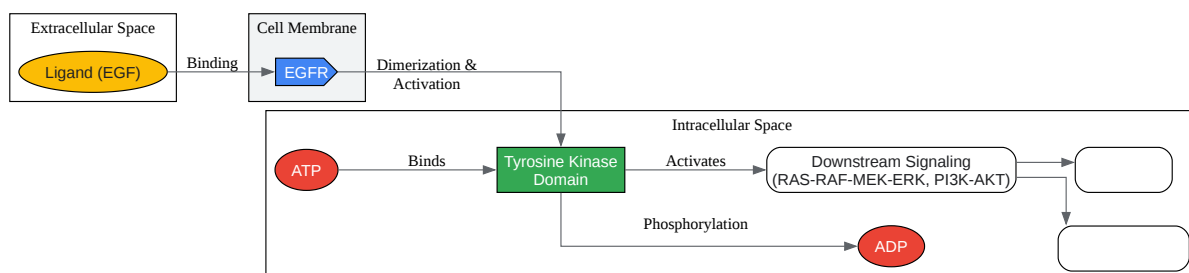 Extracellular Space
Ligand (EGF)
Binding
Cell Membrane
EGFR
Dimerization &
Activation
Intracellular Space
ATP
Binds
Tyrosine Kinase
Domain
Activates
Downstream Signaling
(RAS-RAF-MEK-ERK, PI3K-AKT)
Phosphorylation
ADP